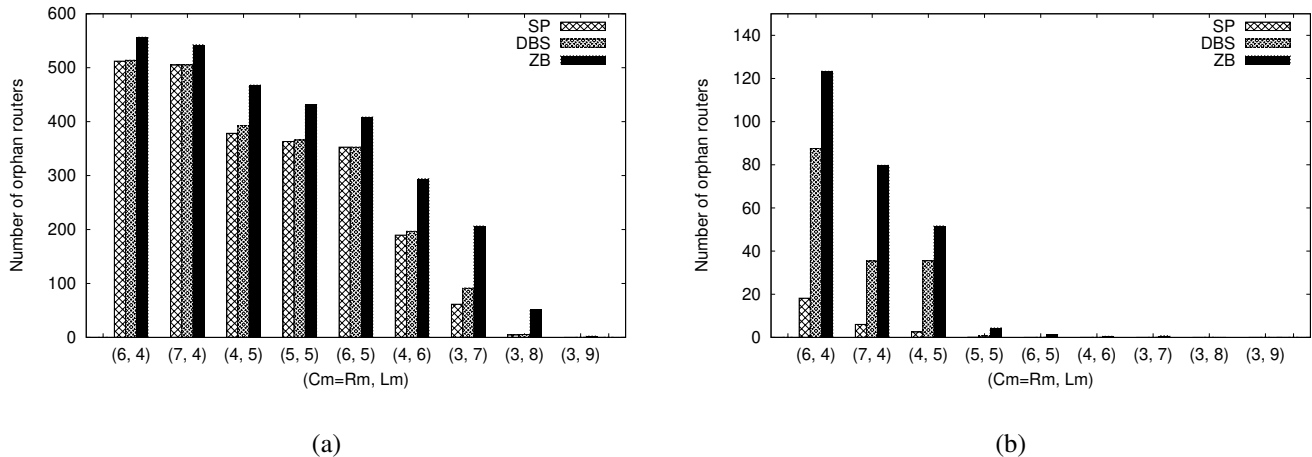 600
500
400
300
200
100
0
Number of orphan routers
SP
DBS
ZB
(6, 4) (7, 4) (4, 5) (5, 5) (6, 5) (4, 6) (3, 7) (3, 8) (3, 9)
(Cm=Rm, Lm)
(a)
150
120
100
80
60
40
20
0
Number of orphan routers
SP
DBS
ZB
(6, 4) (7, 4) (4, 5) (5, 5) (6, 5) (4, 6) (3, 7) (3, 8) (3, 9)
(Cm=Rm, Lm)
(b)